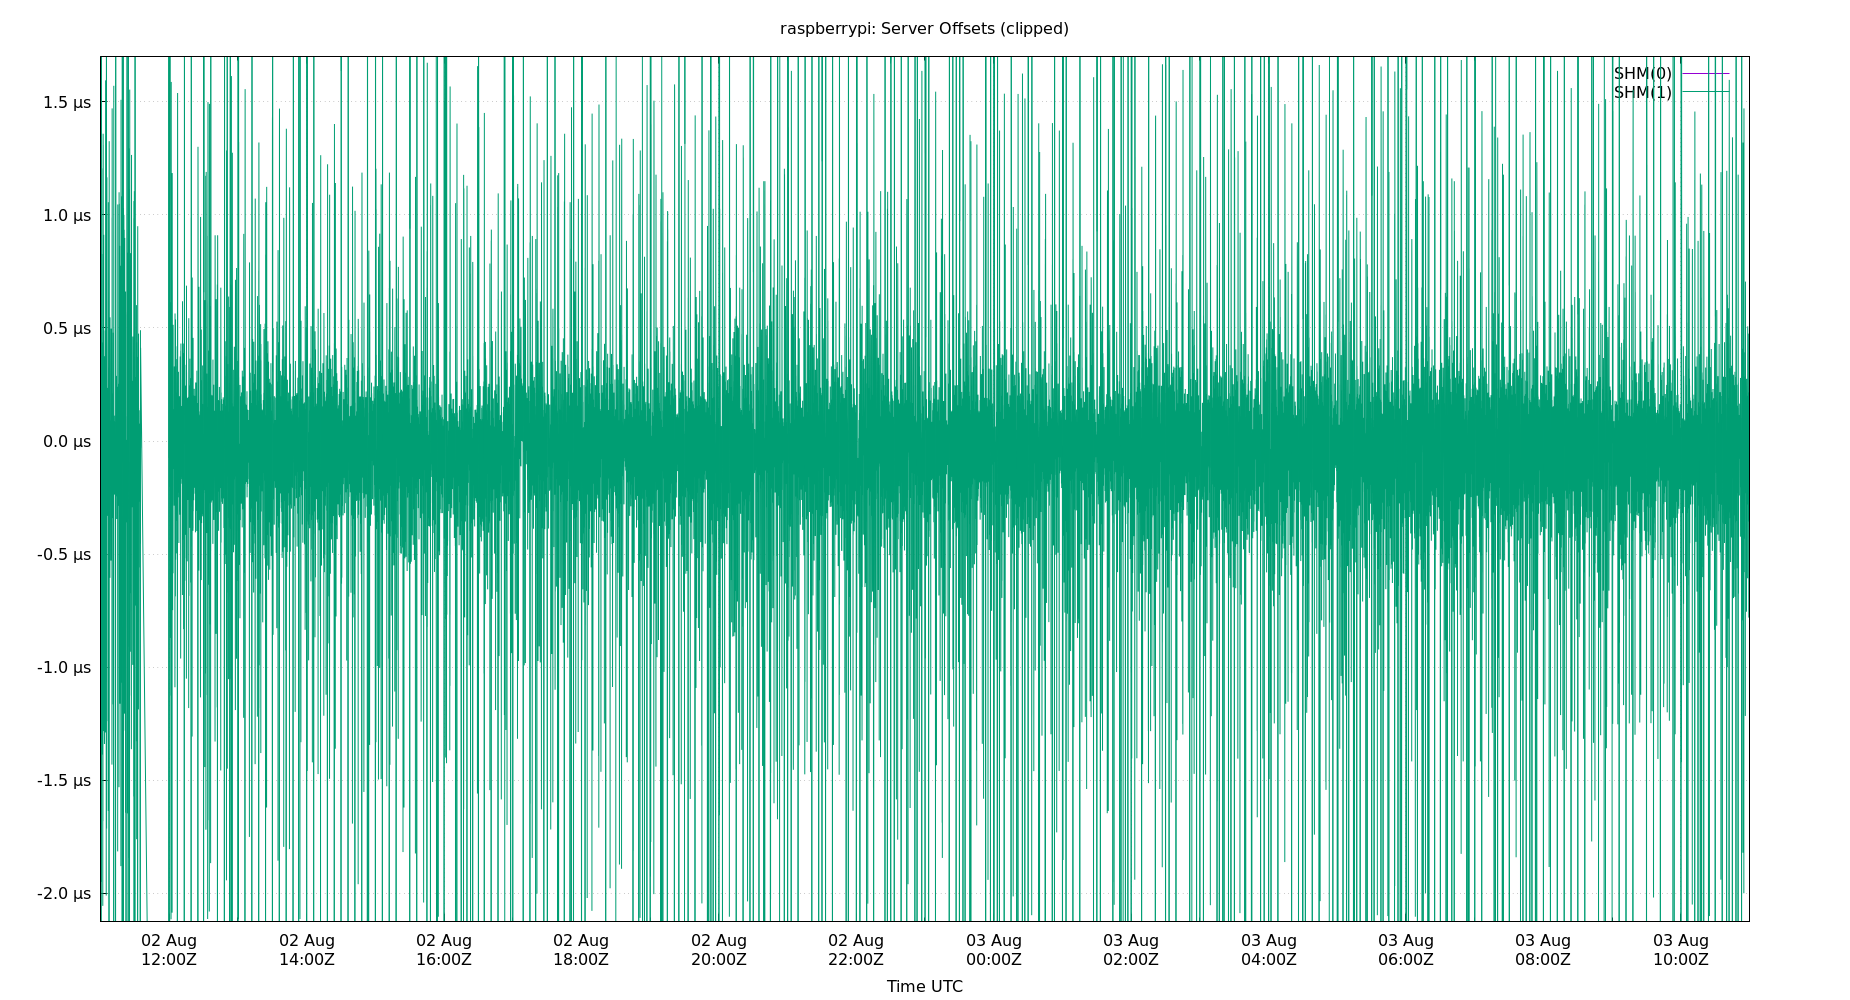 raspberrypi: Server Offsets (clipped)
SHM(0)
SHM(1)
1.5 µs
1.0 µs
0.5 µs
0.0 µs
-0.5 µs
-1.0 µs
-1.5 µs
-2.0 µs
02 Aug 02 Aug 02 Aug 02 Aug 02 Aug 02 Aug 03 Aug 03 Aug 03 Aug 03 Aug 03 Aug 03 Aug
12:00Z 14:00Z 16:00Z 18:00Z 20:00Z 22:00Z 00:00Z 02:00Z 04:00Z 06:00Z 08:00Z 10:00Z
Time UTC